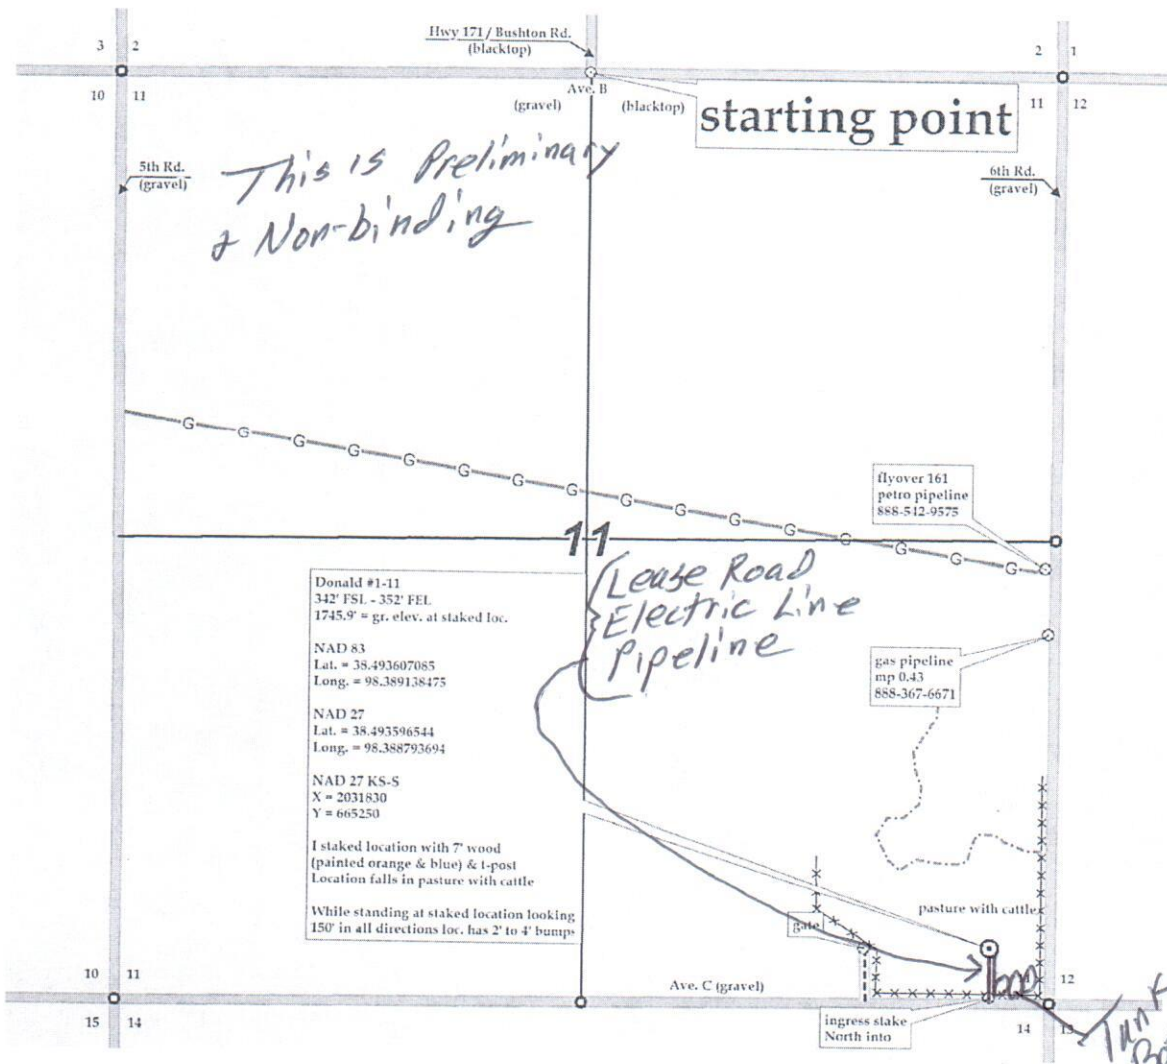 Hwy 171/ Bushton Rd.
(blacktop)
3 2
2 1
10 11
Ave. B
(gravel) (blacktop)
starting point
11 12
5th Rd.
(gravel)
This is Preliminary
& Non-binding
6th Rd.
(gravel)
G G G G G G G G G G G G G G G G
flyover 161
petro pipeline
888-542-9575
11
Lease Road
Electric Line
Pipeline
Donald #1-11
342' FSL - 352' FEL
1745.9' = gr. elev. at staked loc.
NAD 83
Lat. = 38.493607085
Long. = 98.389138475
NAD 27
Lat. = 38.493596544
Long. = 98.388793694
NAD 27 KS-S
X = 2031830
Y = 665250
I staked location with 7' wood
(painted orange & blue) & t-post
Location falls in pasture with cattle
While standing at staked location looking
150' in all directions loc. has 2' to 4' bumps
gas pipeline
mp 0.43
888-367-6671
pasture with cattle
gate
10 11
Ave. C (gravel)
12
15 14
ingress stake
North into
14 13